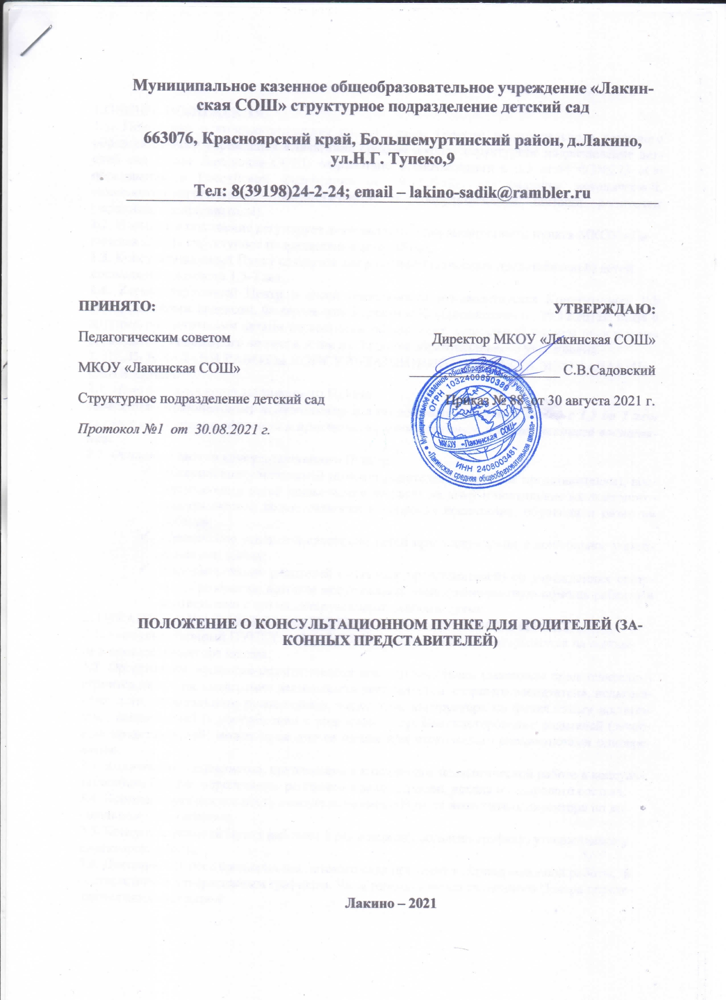 Муниципальное казенное общеобразовательное учреждение «Лакин-
ская СОШ» структурное подразделение детский сад
663076, Красноярский край, Большемуртинский район, д.Лакино,
ул.Н.Г. Тупеко,9
Тел: 8(39198)24-2-24; email – lakino-sadik@rambler.ru
ПРИНЯТО: УТВЕРЖДАЮ:
Педагогическим советом Директор МКОУ «Лакинская СОШ»
МКОУ «Лакинская СОШ» ____________________ С.В.Садовский
Структурное подразделение детский сад Приказ № 88_от 30 августа 2021 г.
Протокол №1 от 30.08.2021 г.
Муниципальное казенное общеобразовательное учреждение
«Лакинская средняя общеобразовательная школа»
ОГРН 1032400890389
МКОУ «Лакинская СОШ»
ИНН 2408003481
ПОЛОЖЕНИЕ О КОНСУЛЬТАЦИОННОМ ПУНКЕ ДЛЯ РОДИТЕЛЕЙ (ЗА-
КОННЫХ ПРЕДСТАВИТЕЛЕЙ)
Лакино – 2021